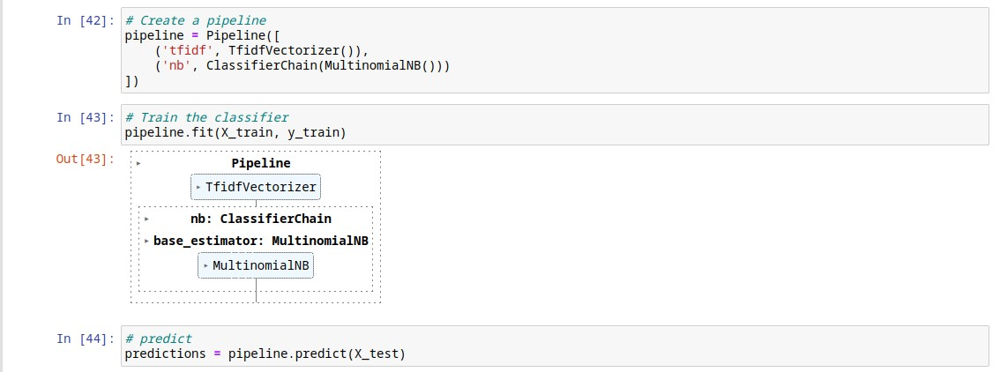 In [42]: # Create a pipeline
pipeline = Pipeline([
    ('tfidf', TfidfVectorizer()),
    ('nb', ClassifierChain(MultinomialNB()))
])
In [43]: # Train the classifier
pipeline.fit(X_train, y_train)
Out[43]:
Pipeline
TfidfVectorizer
nb: ClassifierChain
base_estimator: MultinomialNB
MultinomialNB
In [44]: # predict
predictions = pipeline.predict(X_test)